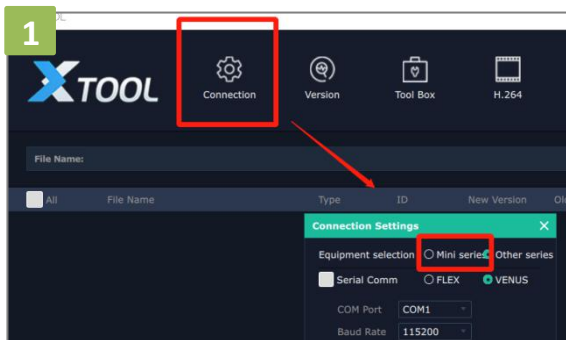 1
XTOOL
Connection
Version
Tool Box
H.264
File Name:
All File Name Type ID New Version
Connection Settings X
Equipment selection Mini series Other series
Serial Comm FLEX VENUS
COM Port COM1
Baud Rate 115200